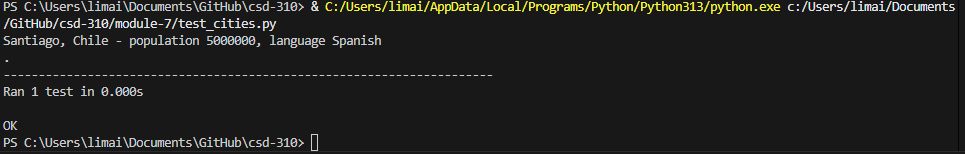 PS C:\Users\limai\Documents\GitHub\csd-310> & C:/Users/limai/AppData/Local/Programs/Python/Python313/python.exe c:/Users/limai/Documents
/GitHub/csd-310/module-7/test_cities.py
Santiago, Chile - population 5000000, language Spanish
.
----------------------------------------------------------------------
Ran 1 test in 0.000s
OK
PS C:\Users\limai\Documents\GitHub\csd-310>